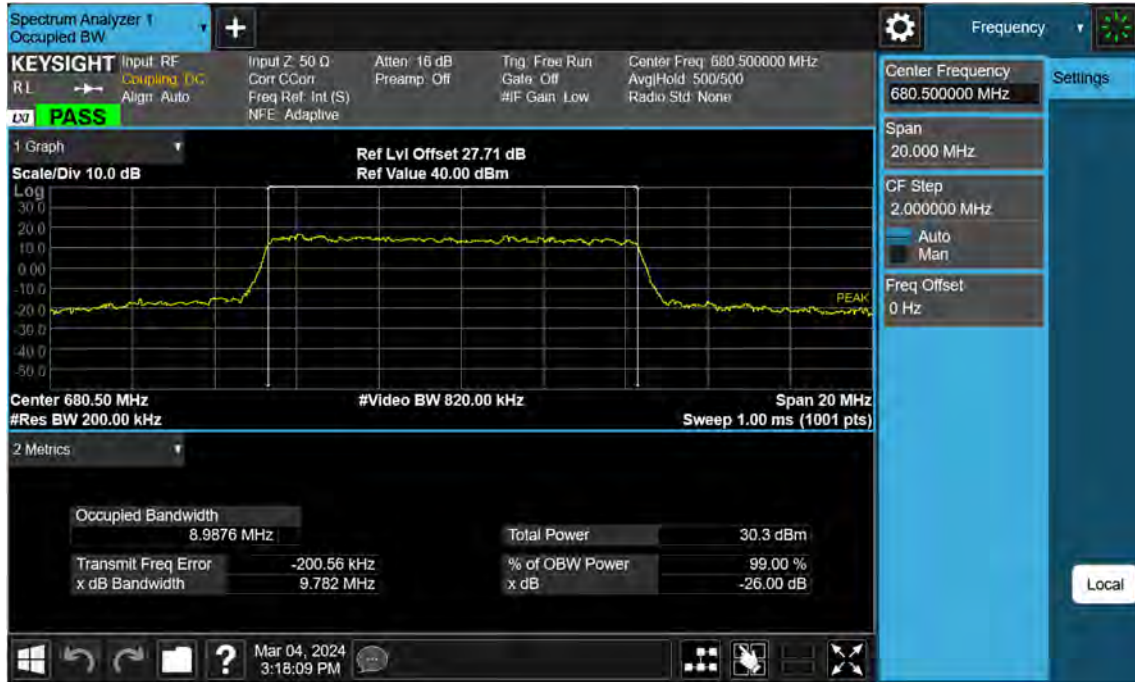 Spectrum Analyzer 1
Occupied BW
+
Frequency
KEYSIGHT
RL
LXI PASS
Input: RF
Coupling: DC
Align: Auto
Input Z: 50 Ω
Corr CCorr
Freq Ref: Int (S)
NFE: Adaptive
Atten: 16 dB
Preamp: Off
Trig: Free Run
Gate: Off
#IF Gain: Low
Center Freq: 680.500000 MHz
Avg|Hold: 500/500
Radio Std: None
Center Frequency
680.500000 MHz
Settings
Span
20.000 MHz
CF Step
2.000000 MHz
Auto
Man
Freq Offset
0 Hz
1 Graph
Scale/Div 10.0 dB
Ref Lvl Offset 27.71 dB
Ref Value 40.00 dBm
Log
30.0
20.0
10.0
0.00
-10.0
-20.0
-30.0
-40.0
-50.0
PEAK
Center 680.50 MHz
#Video BW 820.00 kHz
Span 20 MHz
#Res BW 200.00 kHz
Sweep 1.00 ms (1001 pts)
2 Metrics
Occupied Bandwidth
8.9876 MHz
Total Power 30.3 dBm
Transmit Freq Error -200.56 kHz
% of OBW Power 99.00 %
x dB Bandwidth 9.782 MHz
x dB -26.00 dB
Local
?
Mar 04, 2024
3:18:09 PM